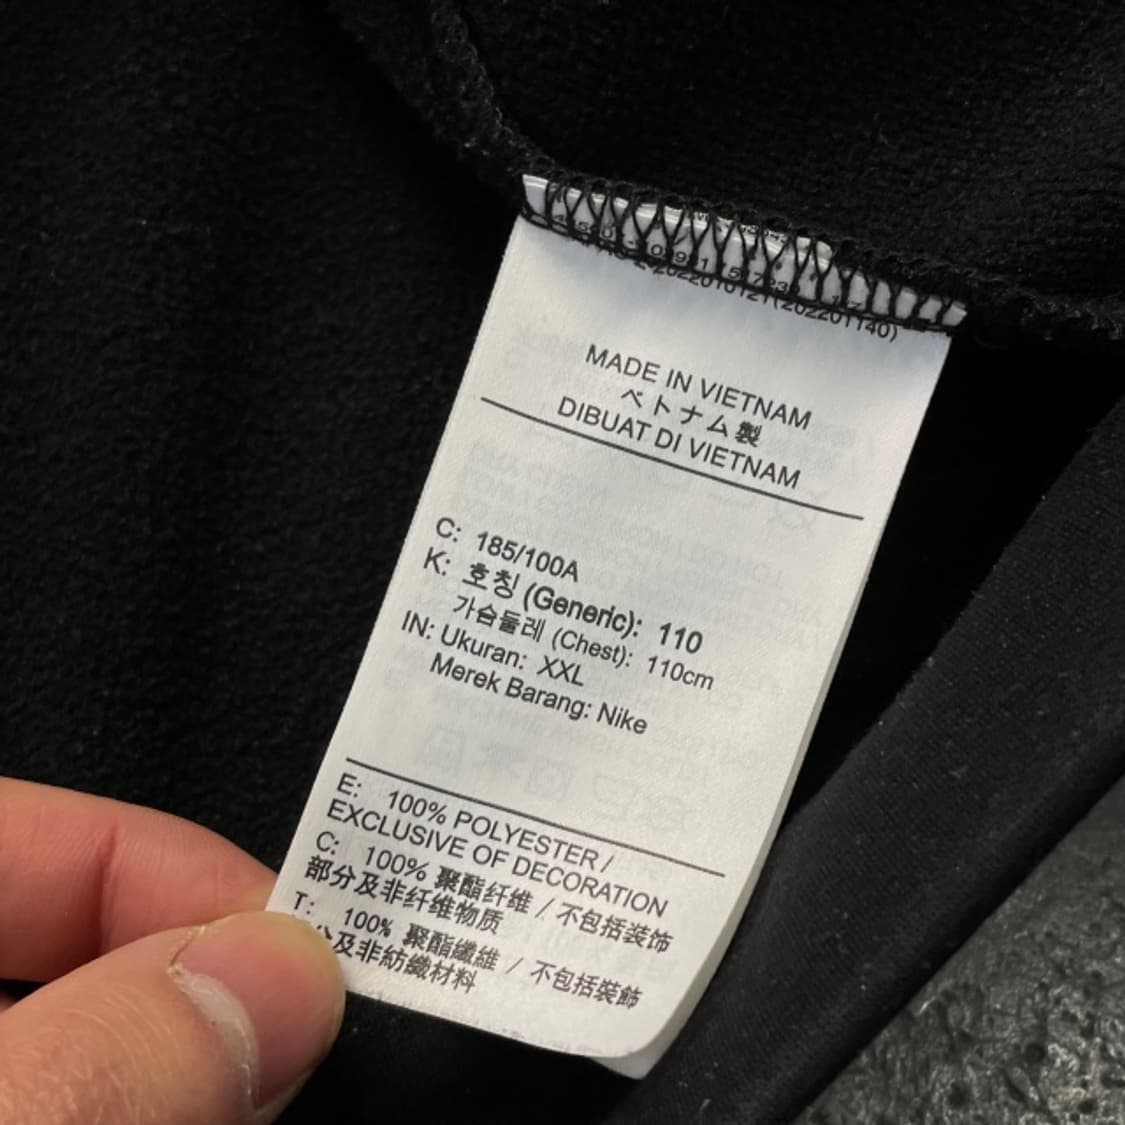 2022010121(202201140)
MADE IN VIETNAM
ベトナム製
DIBUAT DI VIETNAM
C: 185/100A
K: 호칭 (Generic): 110
가슴둘레 (Chest): 110cm
IN: Ukuran: XXL
Merek Barang: Nike
E: 100% POLYESTER /
EXCLUSIVE OF DECORATION
C: 100% 聚酯纤维 / 不包括装饰
部分及非纤维物质
T: 100% 聚酯纖維 / 不包括裝飾
及非紡織材料